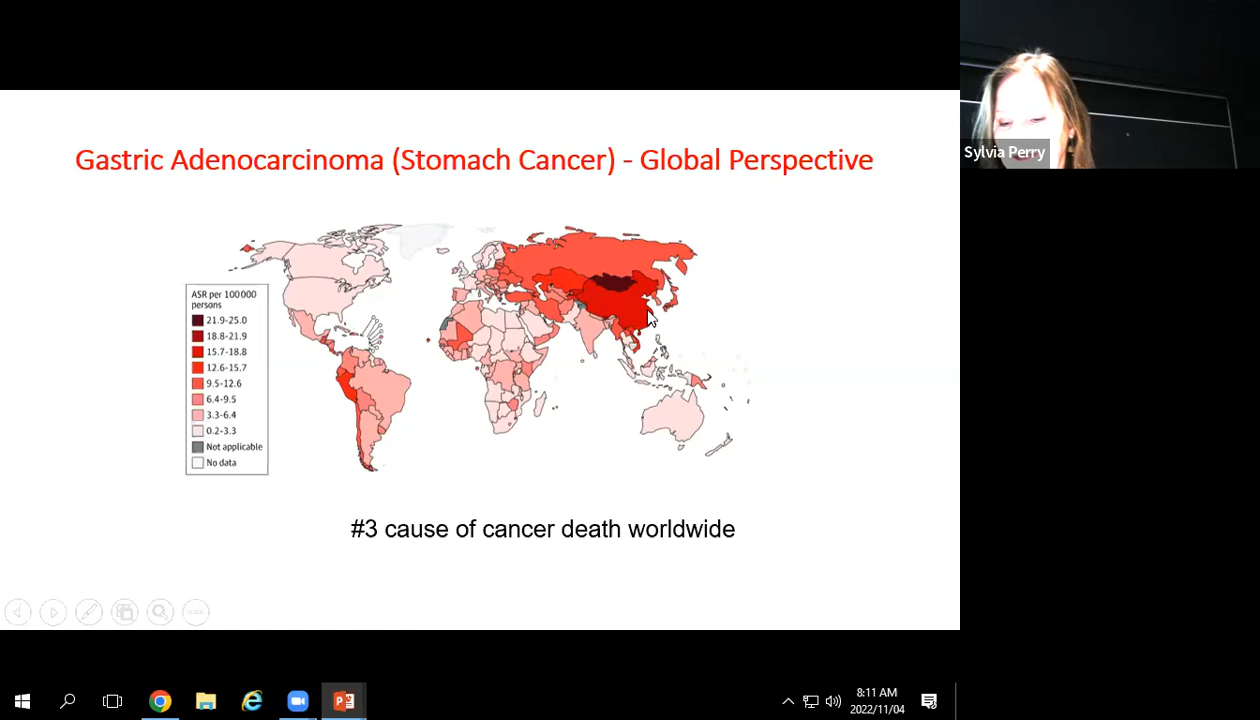 Gastric Adenocarcinoma (Stomach Cancer) - Global Perspective
Sylvia Perry
ASR per 100 000
persons
21.9-25.0
18.8-21.9
15.7-18.8
12.6-15.7
9.5-12.6
6.4-9.5
3.3-6.4
0.2-3.3
Not applicable
No data
#3 cause of cancer death worldwide
8:11 AM
2022/11/04